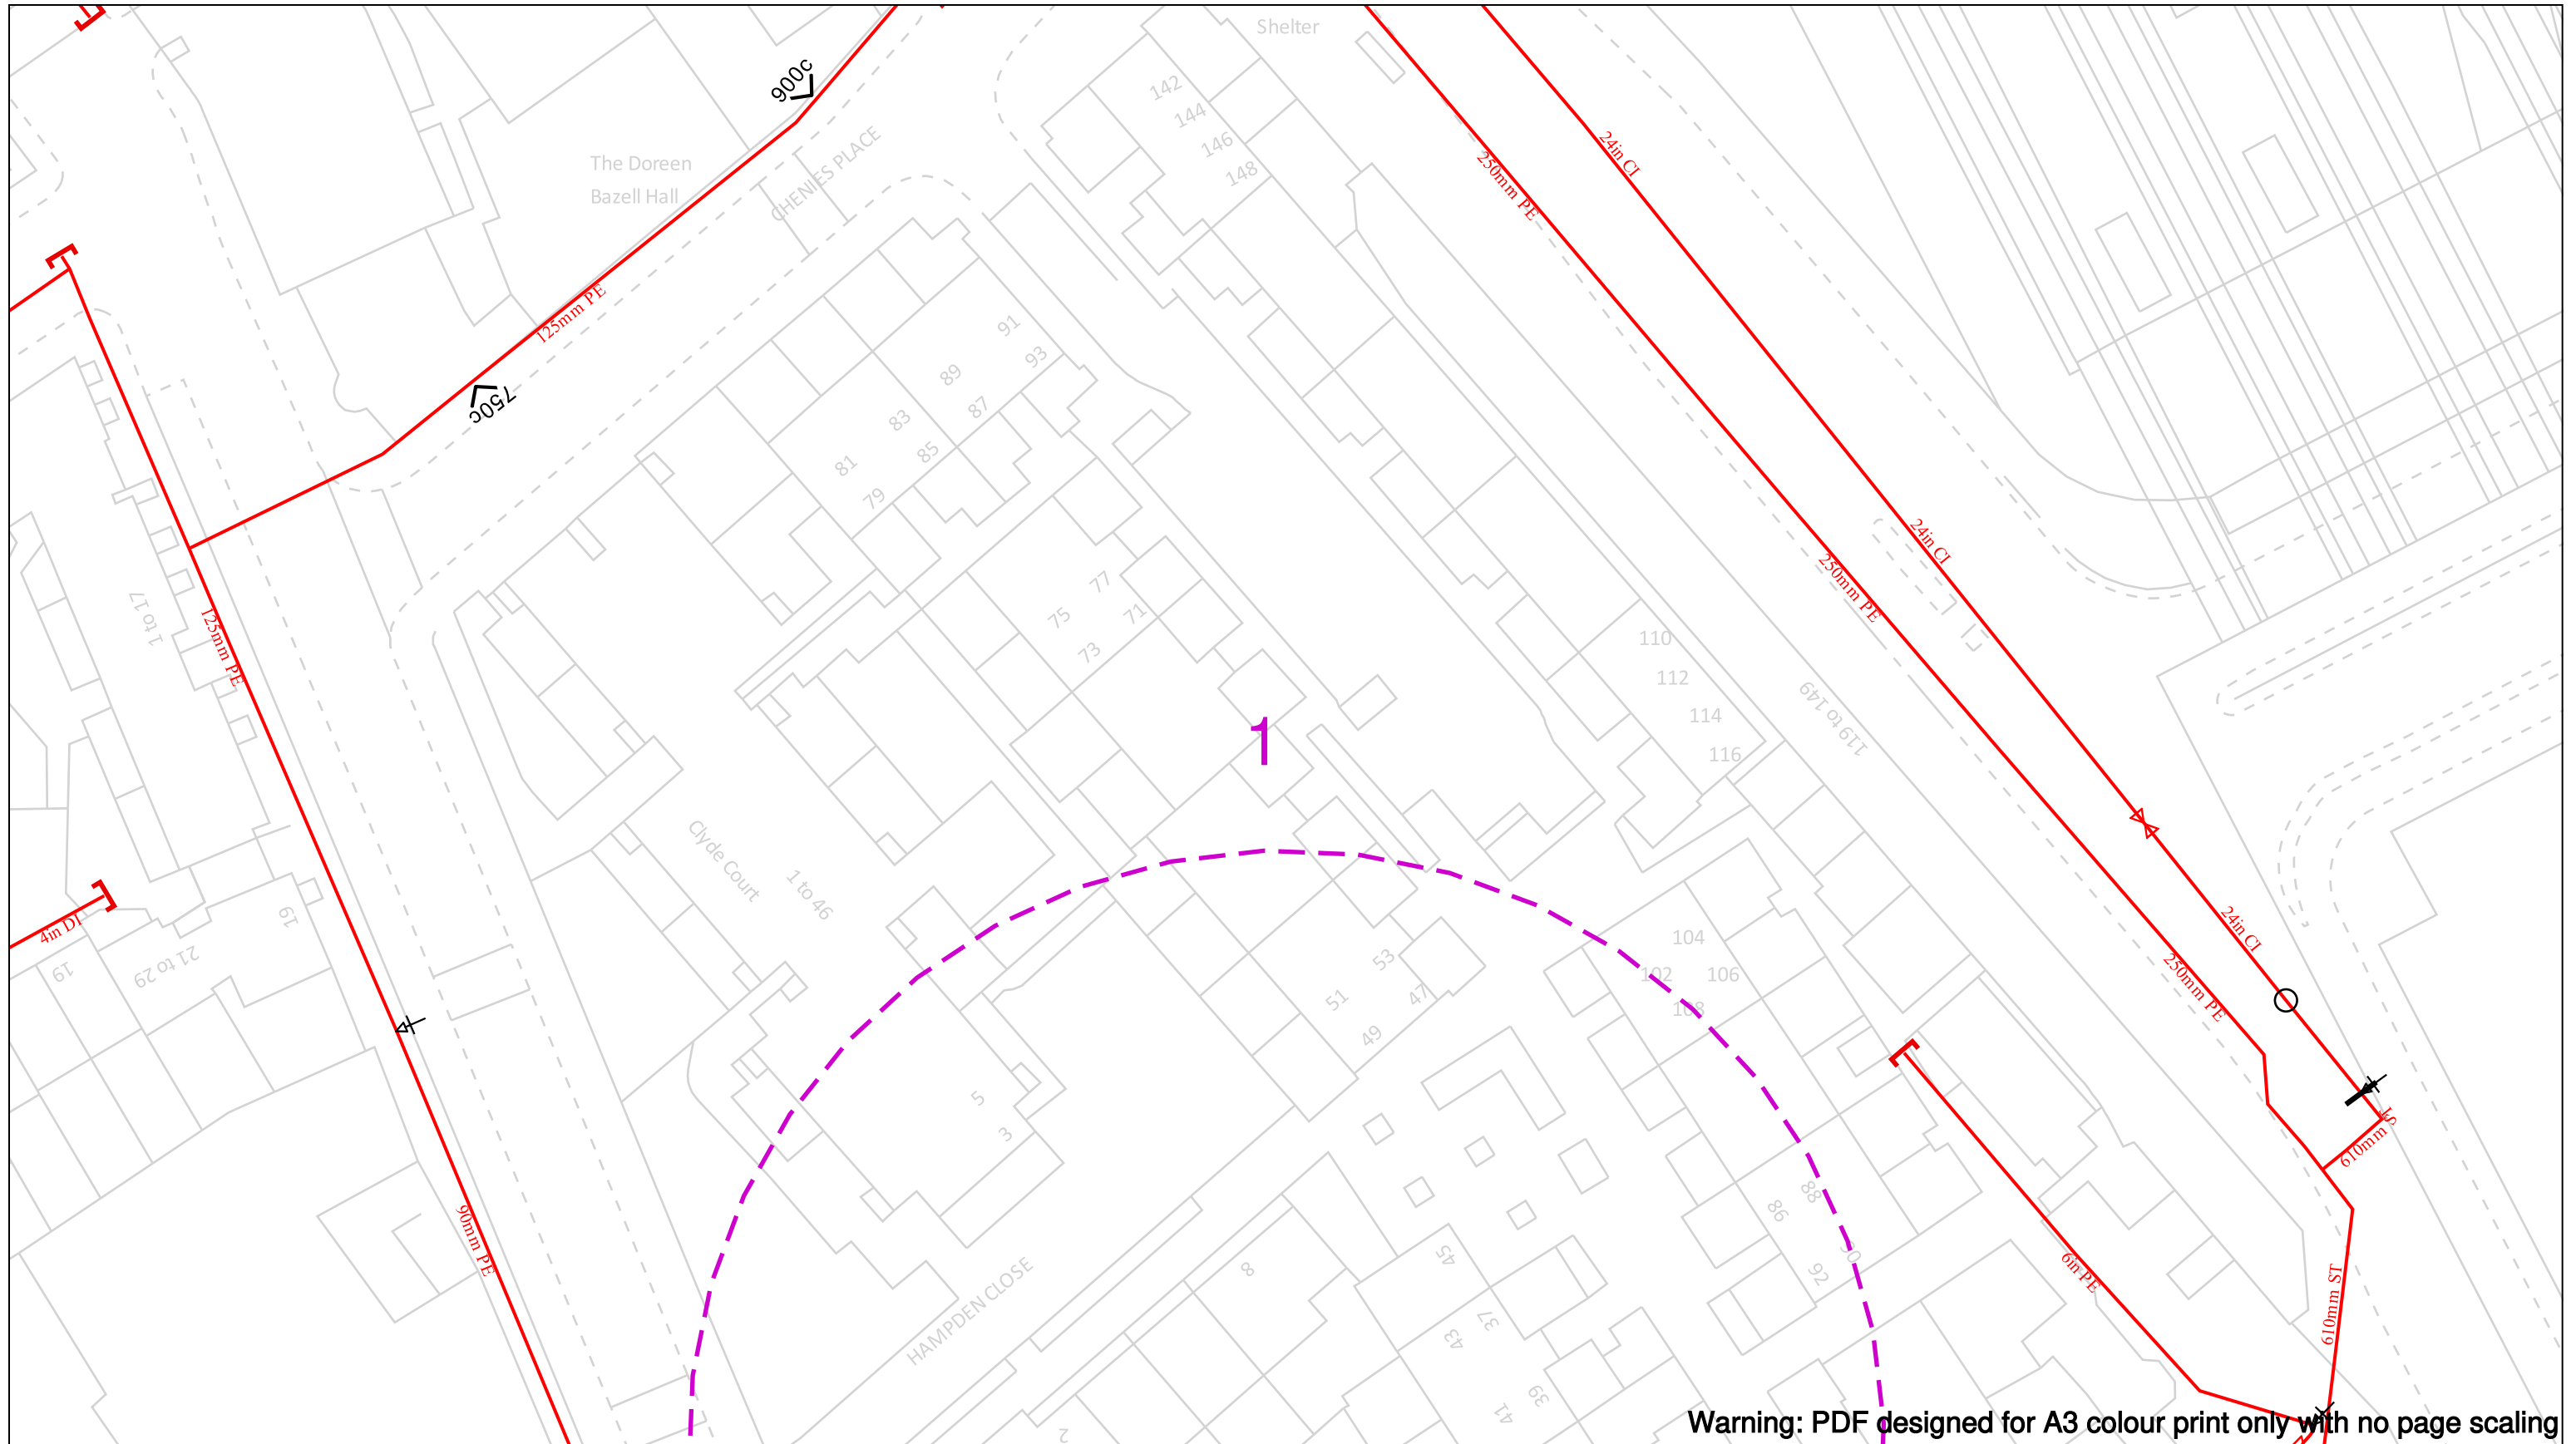 Shelter
900c
142
144
146
148
The Doreen
Bazell Hall
CHENIES PLACE
24in CI
250mm PE
125mm PE
750c
91
93
89
87
83
85
81
79
24in CI
250mm PE
77
75
71
73
1 to 17
125mm PE
110
112
114
116
119 to 149
1
Clyde Court
1 to 46
19
4in DI
19
21 to 29
24in CI
250mm PE
104
102
106
108
53
51
47
49
5
3
610mm ST
88
86
90
92
90mm PE
HAMPDEN CLOSE
8
45
37
43
39
41
2
6in PE
610mm ST
Warning: PDF designed for A3 colour print only with no page scaling